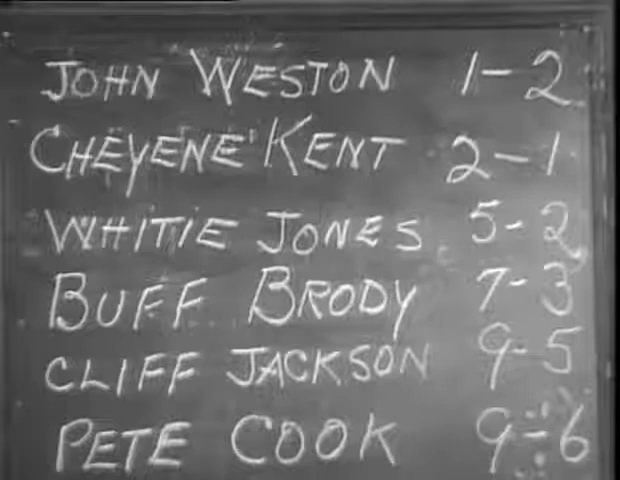 JOHN WESTON 1-2
CHEYENE KENT 2-1
WHITIE JONES 5-2
BUFF BRODY 7-3
CLIFF JACKSON 9-5
PETE COOK 9-6